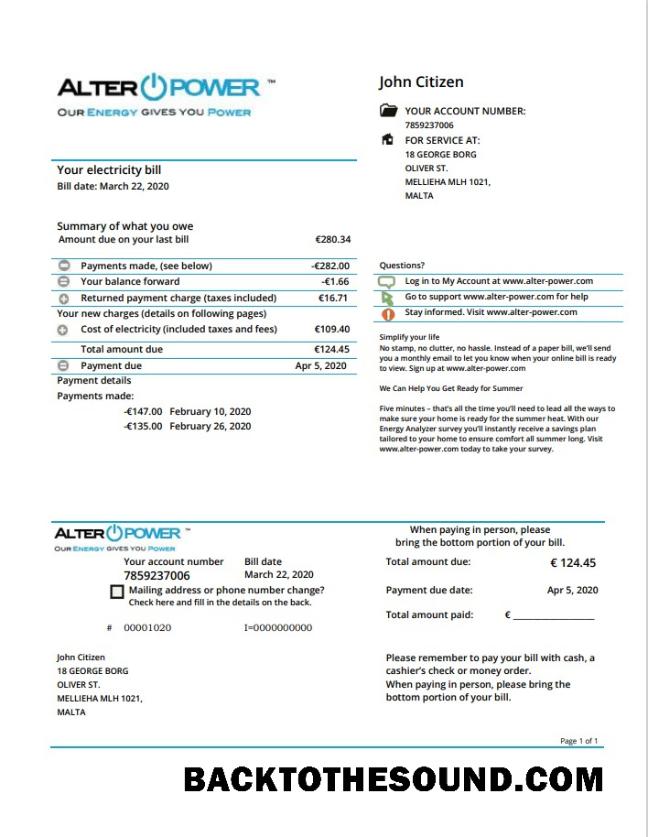 ALTER POWER ™
OUR ENERGY GIVES YOU POWER
John Citizen
YOUR ACCOUNT NUMBER:
7859237006
FOR SERVICE AT:
18 GEORGE BORG
OLIVER ST.
MELLIEHA MLH 1021,
MALTA
Your electricity bill
Bill date: March 22, 2020
Summary of what you owe
Amount due on your last bill €280.34
Payments made, (see below) -€282.00
Your balance forward -€1.66
Returned payment charge (taxes included) €16.71
Your new charges (details on following pages)
Cost of electricity (included taxes and fees) €109.40
Total amount due €124.45
Payment due Apr 5, 2020
Payment details
Payments made:
-€147.00 February 10, 2020
-€135.00 February 26, 2020
Questions?
Log in to My Account at www.alter-power.com
Go to support www.alter-power.com for help
Stay informed. Visit www.alter-power.com
Simplify your life
No stamp, no clutter, no hassle. Instead of a paper bill, we'll send
you a monthly email to let you know when your online bill is ready
to view. Sign up at www.alter-power.com
We Can Help You Get Ready for Summer
Five minutes – that's all the time you'll need to lead all the ways to
make sure your home is ready for the summer heat. With our
Energy Analyzer survey you'll instantly receive a savings plan
tailored to your home to ensure comfort all summer long. Visit
www.alter-power.com today to take your survey.
ALTER POWER ™
OUR ENERGY GIVES YOU POWER
Your account number Bill date
7859237006 March 22, 2020
Mailing address or phone number change?
Check here and fill in the details on the back.
# 00001020 I=0000000000
John Citizen
18 GEORGE BORG
OLIVER ST.
MELLIEHA MLH 1021,
MALTA
When paying in person, please
bring the bottom portion of your bill.
Total amount due: € 124.45
Payment due date: Apr 5, 2020
Total amount paid: € ________________
Please remember to pay your bill with cash, a
cashier's check or money order.
When paying in person, please bring the
bottom portion of your bill.
Page 1 of 1
BACKTOTHESOUND.COM